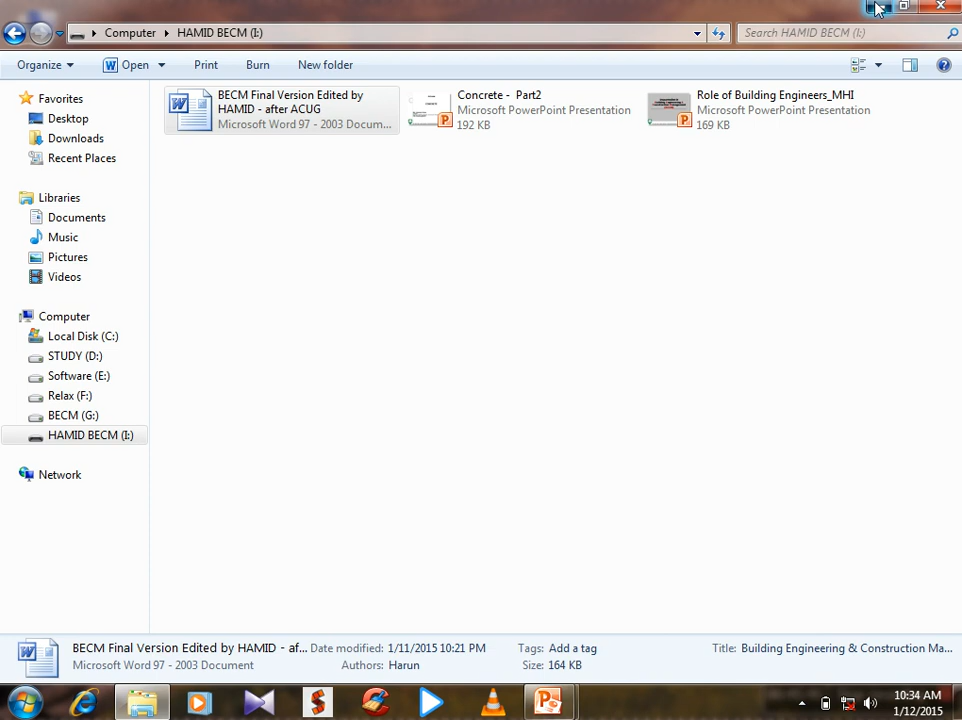 Computer
HAMID BECM (I:)
Search HAMID BECM (I:)
Organize
Open
Print
Burn
New folder
Favorites
Desktop
Downloads
Recent Places
Libraries
Documents
Music
Pictures
Videos
Computer
Local Disk (C:)
STUDY (D:)
Software (E:)
Relax (F:)
BECM (G:)
HAMID BECM (I:)
Network
BECM Final Version Edited by
HAMID - after ACUG
Microsoft Word 97 - 2003 Docum...
Concrete - Part2
Microsoft PowerPoint Presentation
192 KB
Role of Building Engineers_MHI
Microsoft PowerPoint Presentation
169 KB
BECM Final Version Edited by HAMID - af...
Date modified: 1/11/2015 10:21 PM
Tags: Add a tag
Title: Building Engineering & Construction Ma...
Microsoft Word 97 - 2003 Document
Authors: Harun
Size: 164 KB
10:34 AM
1/12/2015